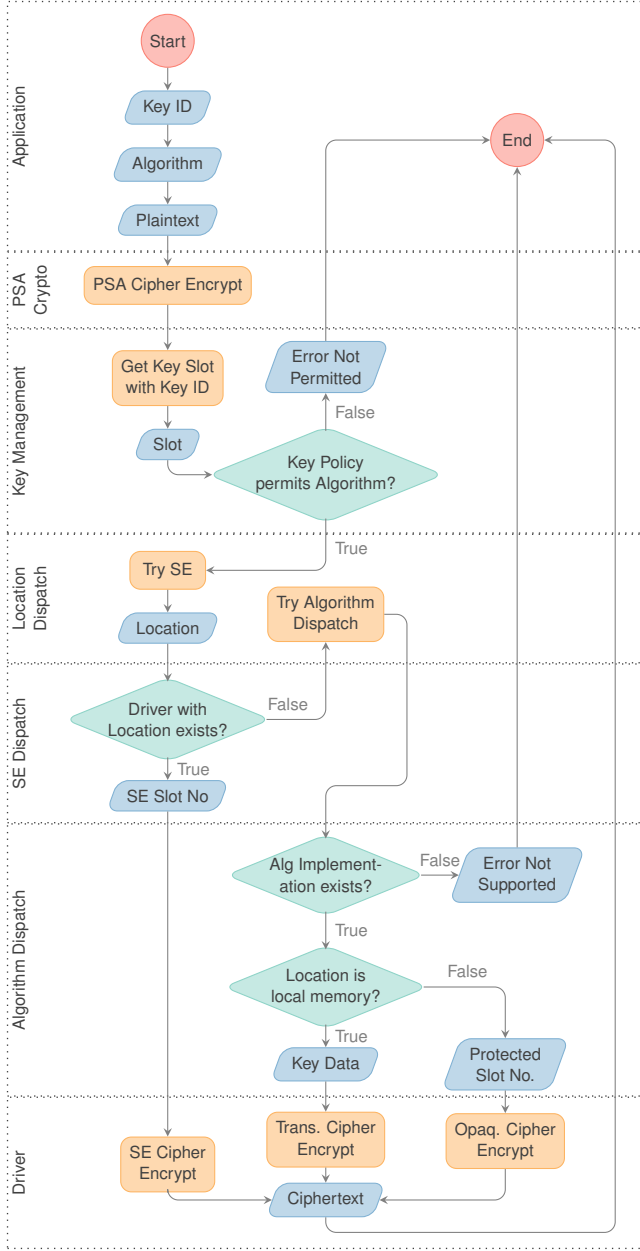 Application
Start
Key ID
Algorithm
Plaintext
End
PSA
Crypto
PSA Cipher Encrypt
Key Management
Get Key Slot
with Key ID
Error Not
Permitted
False
Slot
Key Policy
permits Algorithm?
True
Location
Dispatch
Try SE
Try Algorithm
Dispatch
Location
SE Dispatch
Driver with
Location exists?
False
True
SE Slot No
Algorithm Dispatch
Alg Implement-
ation exists?
False
Error Not
Supported
True
Location is
local memory?
False
True
Key Data
Protected
Slot No.
Driver
SE Cipher
Encrypt
Trans. Cipher
Encrypt
Opaq. Cipher
Encrypt
Ciphertext